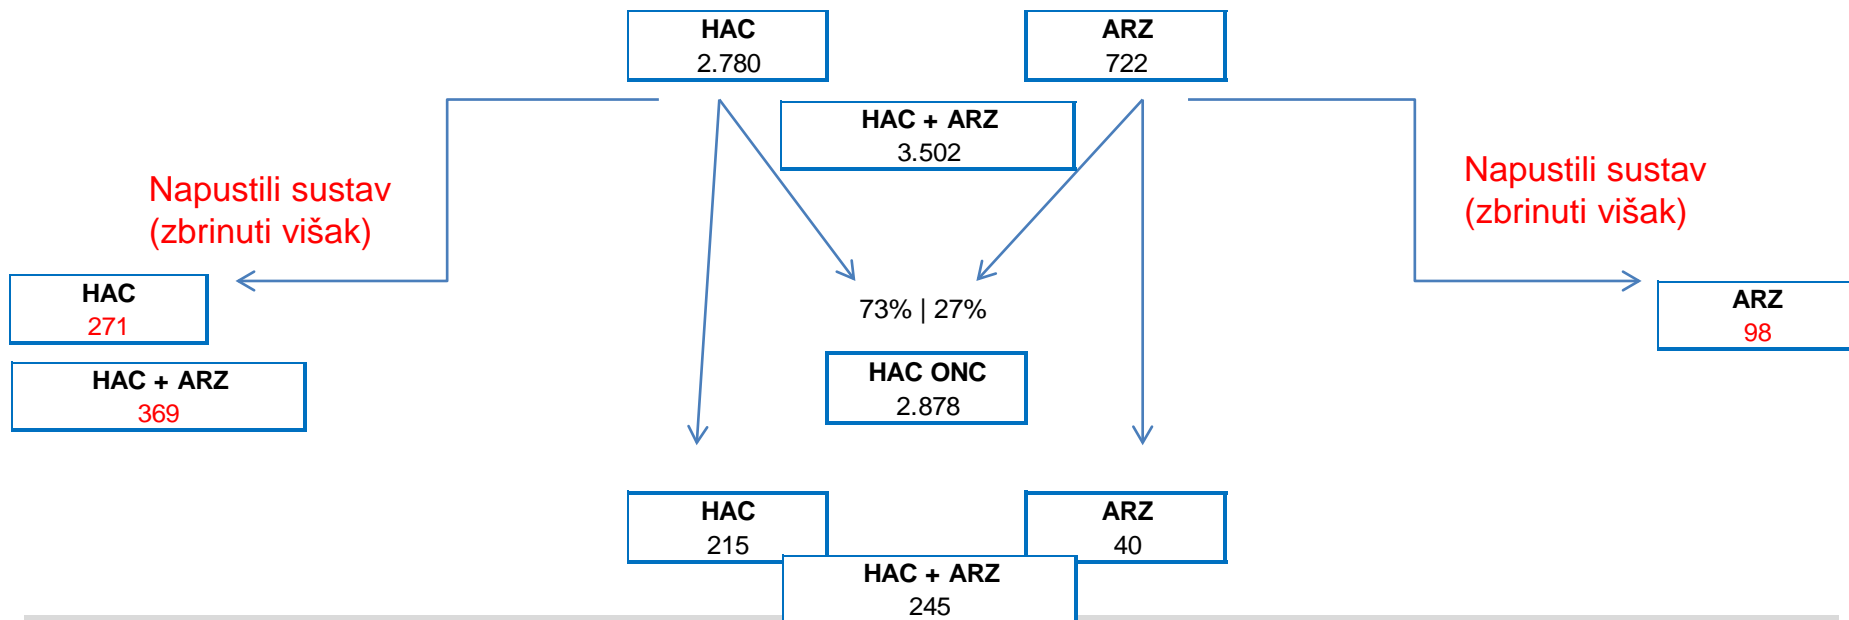 HAC
2.780
ARZ
722
HAC + ARZ
3.502
Napustili sustav
(zbrinuti višak)
Napustili sustav
(zbrinuti višak)
HAC
271
HAC + ARZ
369
73% | 27%
HAC ONC
2.878
ARZ
98
HAC
215
ARZ
40
HAC + ARZ
245